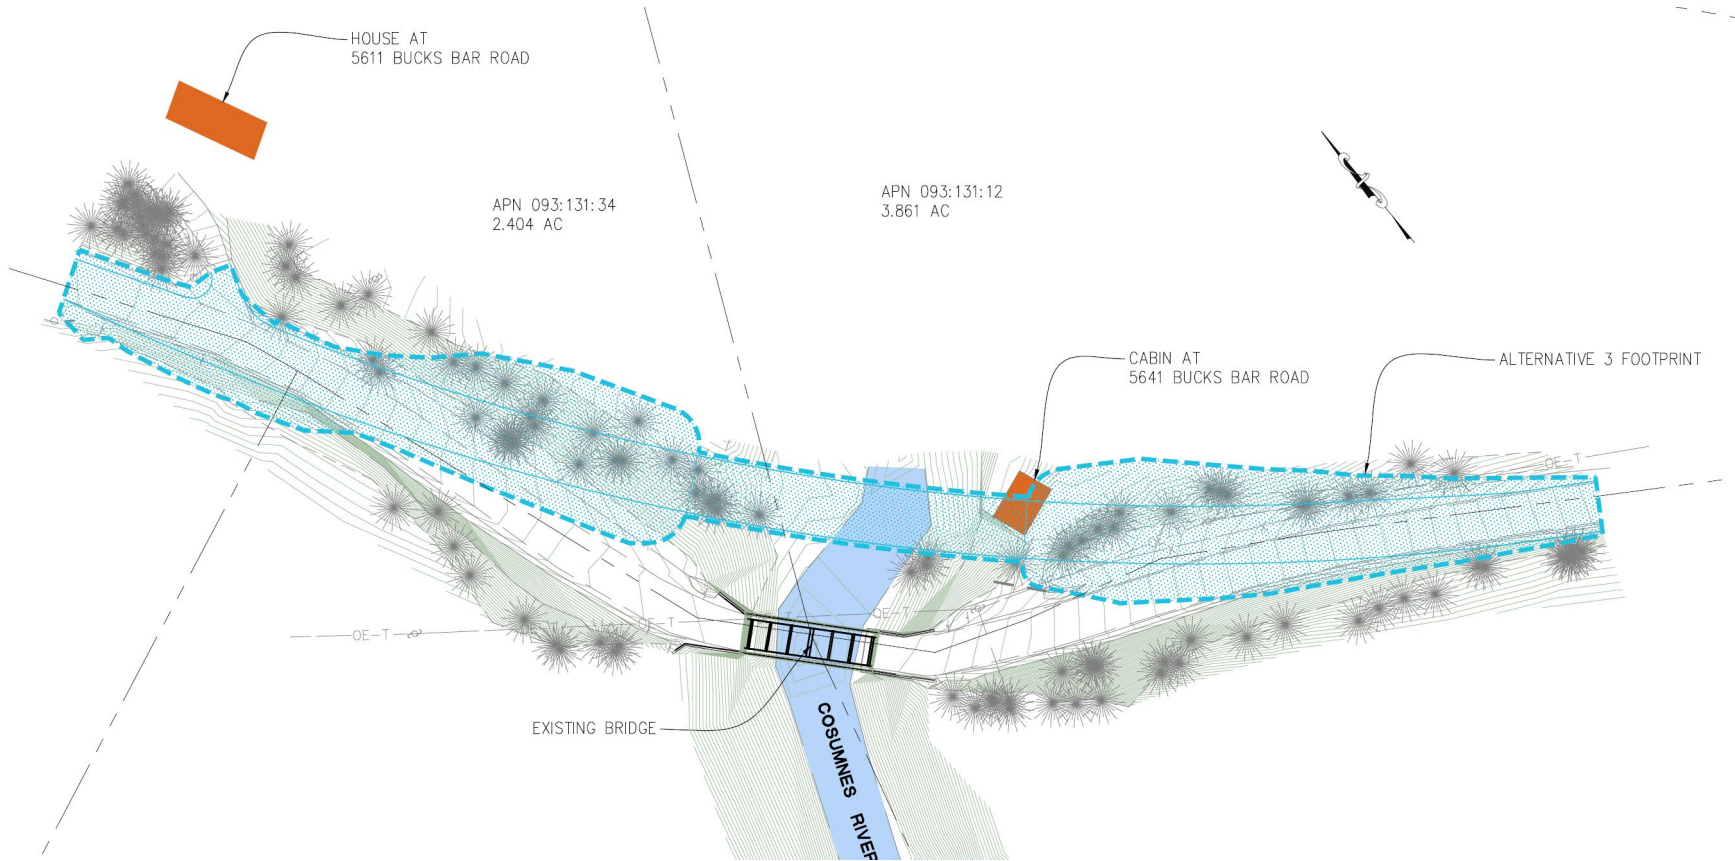 HOUSE AT
5611 BUCKS BAR ROAD
APN 093:131:34
2.404 AC
APN 093:131:12
3.861 AC
CABIN AT
5641 BUCKS BAR ROAD
ALTERNATIVE 3 FOOTPRINT
OE-T
OE-T
OE-T
OE-T
EXISTING BRIDGE
COSUMNES RIVER